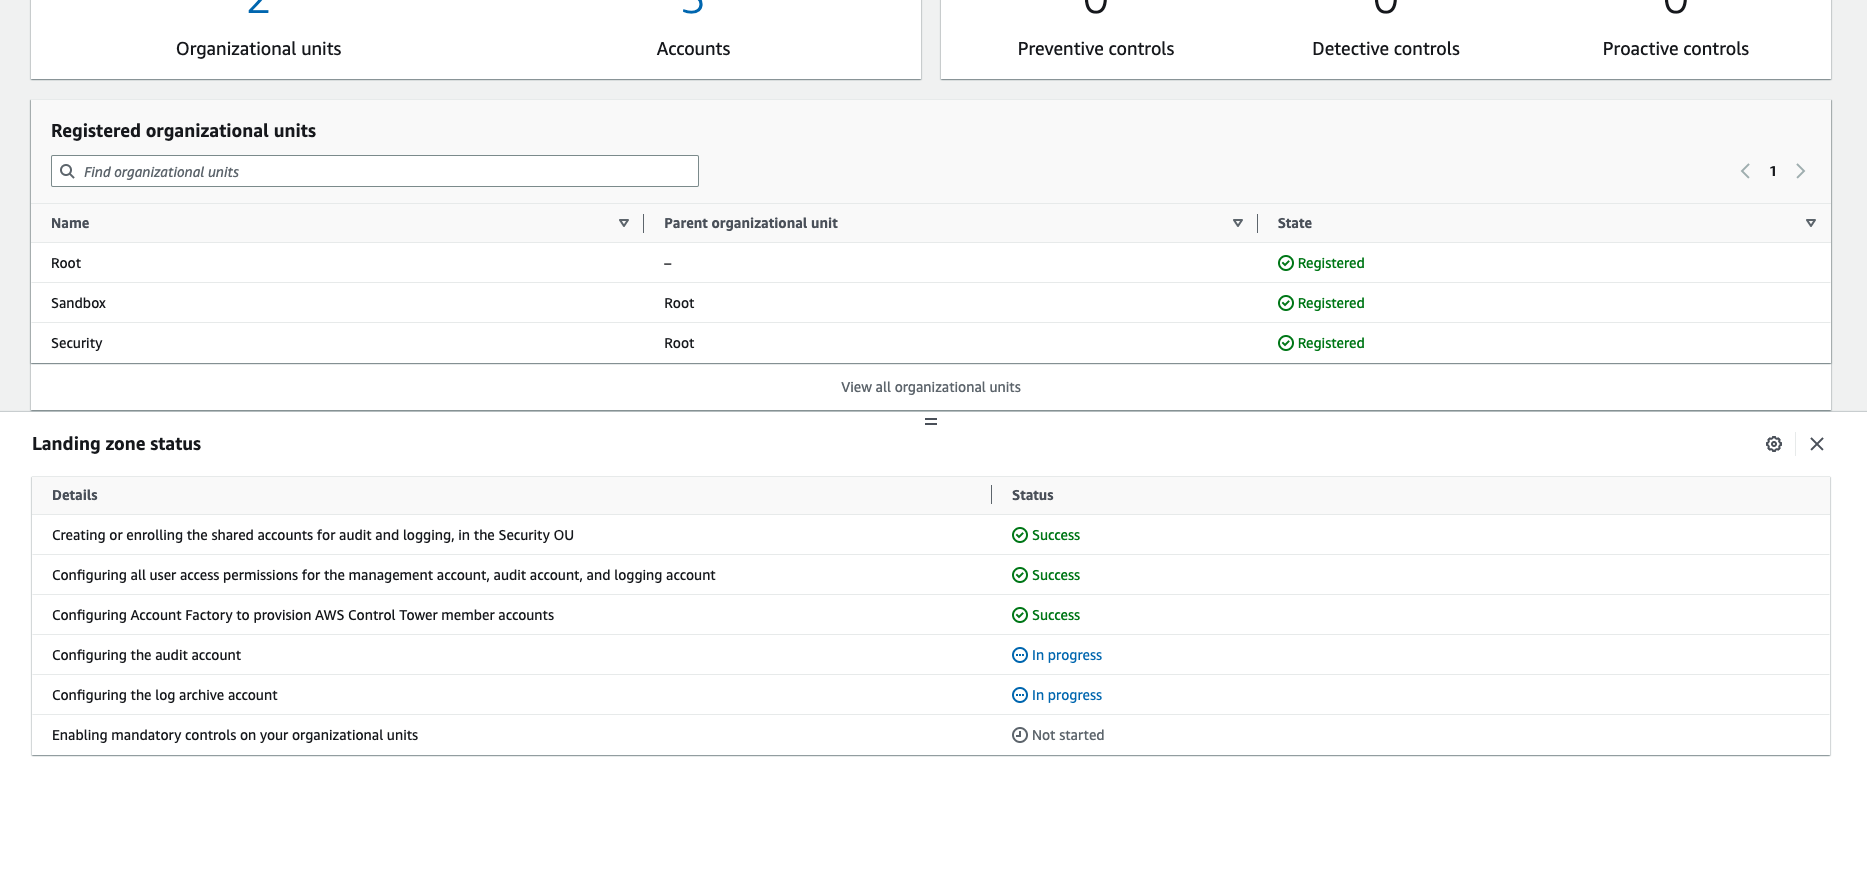 2
Organizational units
Accounts
0
0
0
Preventive controls
Detective controls
Proactive controls
Registered organizational units
Find organizational units
1
Name
Parent organizational unit
State
Root
–
Registered
Sandbox
Root
Registered
Security
Root
Registered
View all organizational units
Landing zone status
Details
Status
Creating or enrolling the shared accounts for audit and logging, in the Security OU
Success
Configuring all user access permissions for the management account, audit account, and logging account
Success
Configuring Account Factory to provision AWS Control Tower member accounts
Success
Configuring the audit account
In progress
Configuring the log archive account
In progress
Enabling mandatory controls on your organizational units
Not started